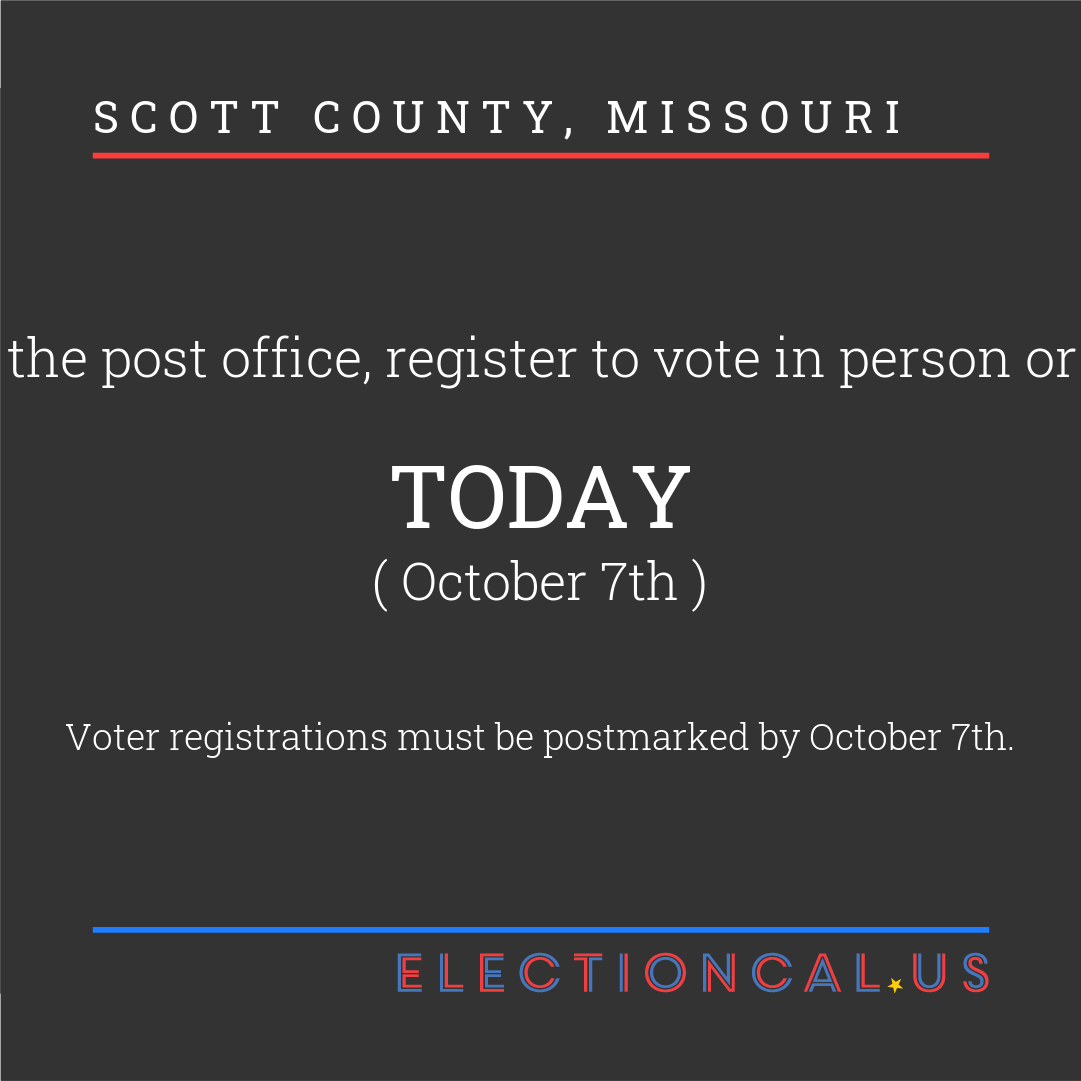 SCOTT COUNTY, MISSOURI
the post office, register to vote in person or
TODAY
( October 7th )
Voter registrations must be postmarked by October 7th.
ELECTIONCAL.US